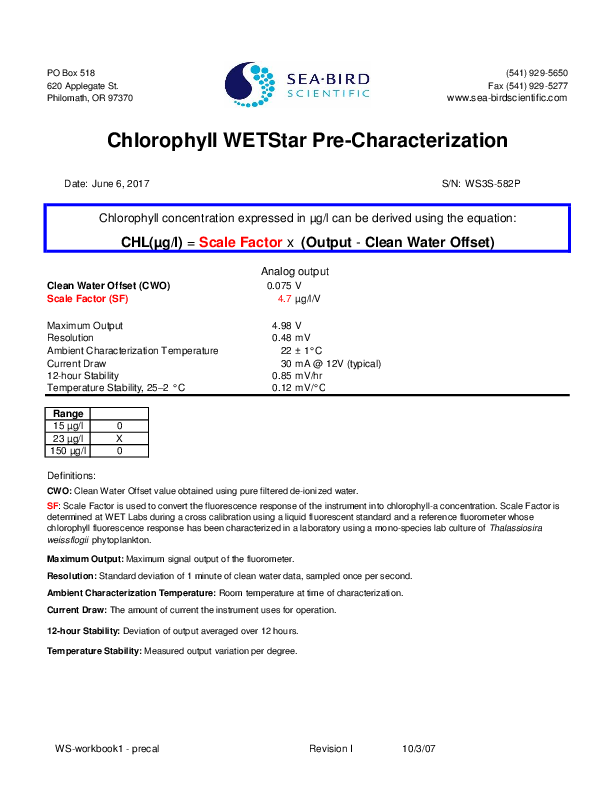 PO Box 518
620 Applegate St.
Philomath, OR 97370
SEA·BIRD
SCIENTIFIC
(541) 929-5650
Fax (541) 929-5277
www.sea-birdscientific.com
Chlorophyll WETStar Pre-Characterization
Date: June 6, 2017 S/N: WS3S-582P
Chlorophyll concentration expressed in µg/l can be derived using the equation:
CHL(µg/l) = Scale Factor x (Output - Clean Water Offset)
Analog output
Clean Water Offset (CWO) 0.075 V
Scale Factor (SF) 4.7 µg/l/V
Maximum Output 4.98 V
Resolution 0.48 mV
Ambient Characterization Temperature 22 ± 1°C
Current Draw 30 mA @ 12V (typical)
12-hour Stability 0.85 mV/hr
Temperature Stability, 25–2 °C 0.12 mV/°C
Range
15 µg/l 0
23 µg/l X
150 µg/l 0
Definitions:
CWO: Clean Water Offset value obtained using pure filtered de-ionized water.
SF: Scale Factor is used to convert the fluorescence response of the instrument into chlorophyll-a concentration. Scale Factor is
determined at WET Labs during a cross calibration using a liquid fluorescent standard and a reference fluorometer whose
chlorophyll fluorescence response has been characterized in a laboratory using a mono-species lab culture of Thalassiosira
weissflogii phytoplankton.
Maximum Output: Maximum signal output of the fluorometer.
Resolution: Standard deviation of 1 minute of clean water data, sampled once per second.
Ambient Characterization Temperature: Room temperature at time of characterization.
Current Draw: The amount of current the instrument uses for operation.
12-hour Stability: Deviation of output averaged over 12 hours.
Temperature Stability: Measured output variation per degree.
WS-workbook1 - precal Revision I 10/3/07